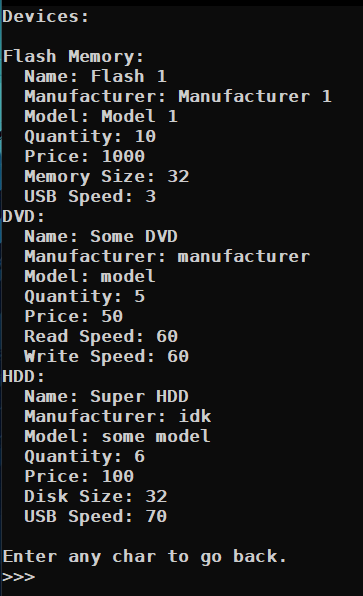 Devices:
Flash Memory:
Name: Flash 1
Manufacturer: Manufacturer 1
Model: Model 1
Quantity: 10
Price: 1000
Memory Size: 32
USB Speed: 3
DVD:
Name: Some DVD
Manufacturer: manufacturer
Model: model
Quantity: 5
Price: 50
Read Speed: 60
Write Speed: 60
HDD:
Name: Super HDD
Manufacturer: idk
Model: some model
Quantity: 6
Price: 100
Disk Size: 32
USB Speed: 70
Enter any char to go back.
>>>